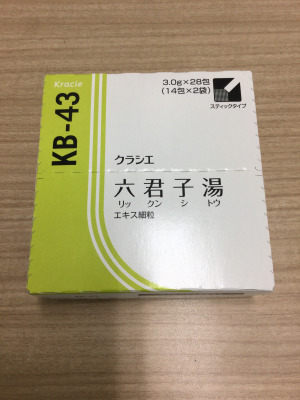 Kracie
KB-43
3.0g×28包
(14包×2袋)
スティックタイプ
クラシエ
六君子湯
リックンシトウ
エキス細粒